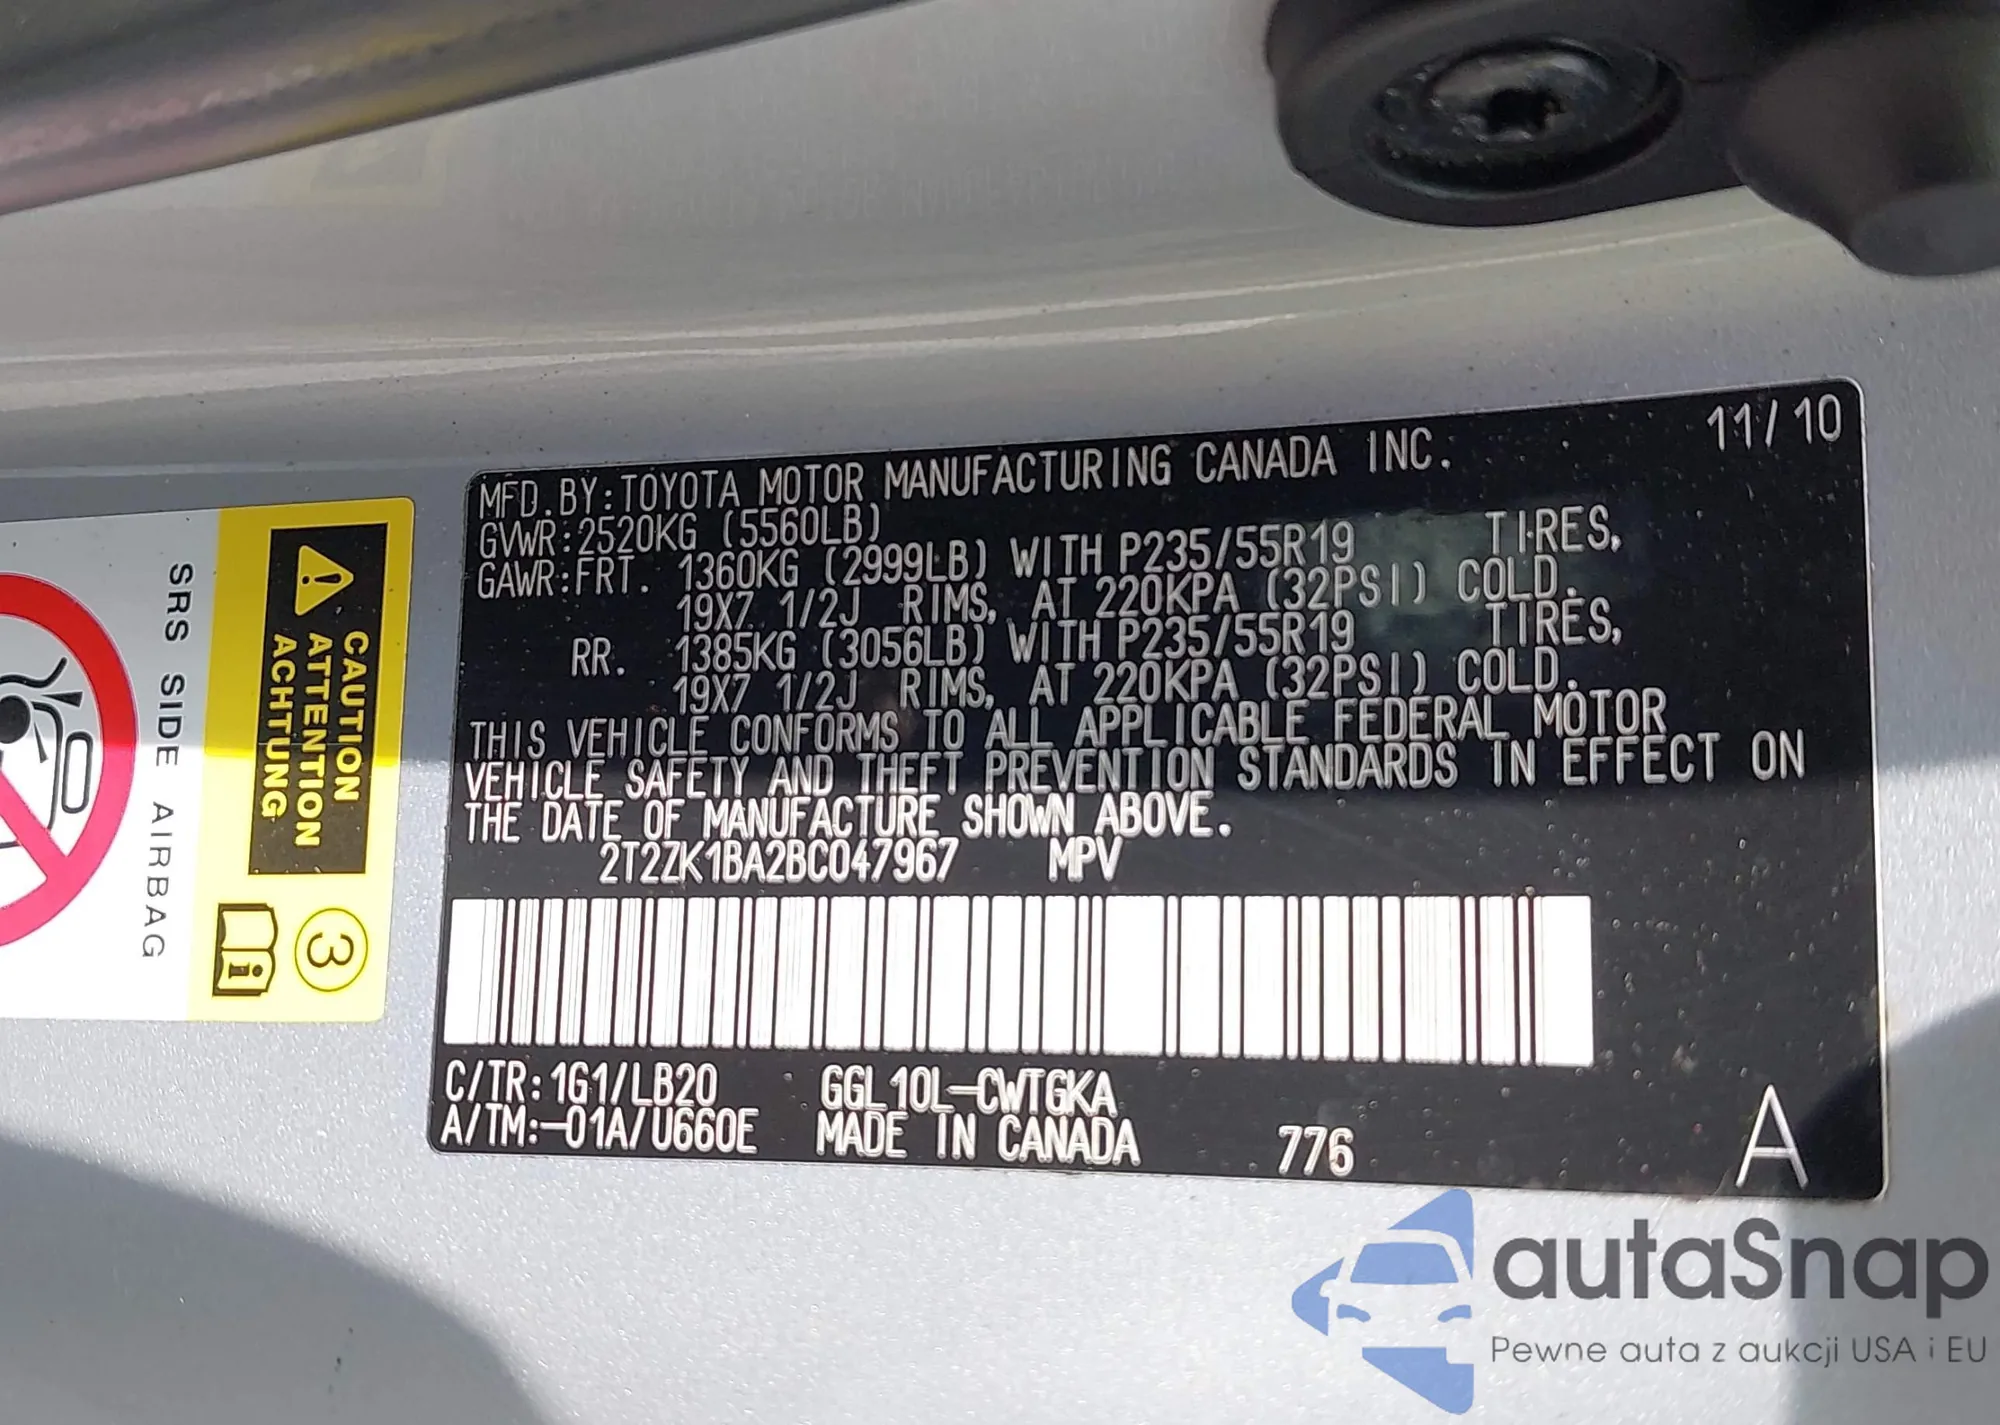 MFD.BY:TOYOTA MOTOR MANUFACTURING CANADA INC. 11/10
GVWR:2520KG (5560LB)
GAWR:FRT. 1360KG (2999LB) WITH P235/55R19 TIRES,
19X7 1/2J RIMS, AT 220KPA (32PSI) COLD.
RR. 1385KG (3056LB) WITH P235/55R19 TIRES,
19X7 1/2J RIMS, AT 220KPA (32PSI) COLD.
THIS VEHICLE CONFORMS TO ALL APPLICABLE FEDERAL MOTOR
VEHICLE SAFETY AND THEFT PREVENTION STANDARDS IN EFFECT ON
THE DATE OF MANUFACTURE SHOWN ABOVE.
2T2ZK1BA2BC047967 MPV
C/TR:1G1/LB20 GGL10L-CWTGKA
A/TM:-01A/U660E MADE IN CANADA 776 A
CAUTION
ATTENTION
ACHTUNG
3
i
SRS SIDE AIRBAG
autaSnap
Pewne auta z aukcji USA i EU